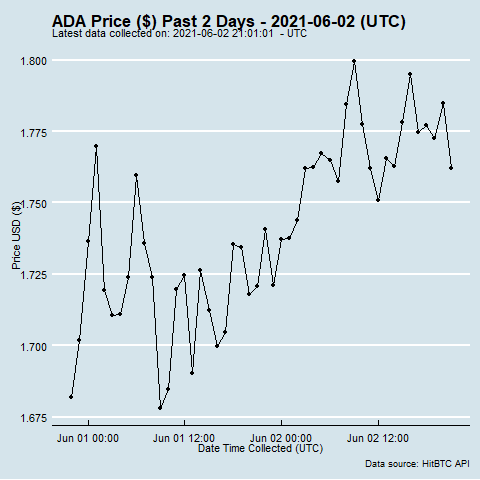 ADA Price ($) Past 2 Days - 2021-06-02 (UTC)
Latest data collected on: 2021-06-02 21:01:01 - UTC
1.800
1.775
1.750
1.725
1.700
1.675
Price USD ($)
Jun 01 00:00
Jun 01 12:00
Jun 02 00:00
Jun 02 12:00
Date Time Collected (UTC)
Data source: HitBTC API